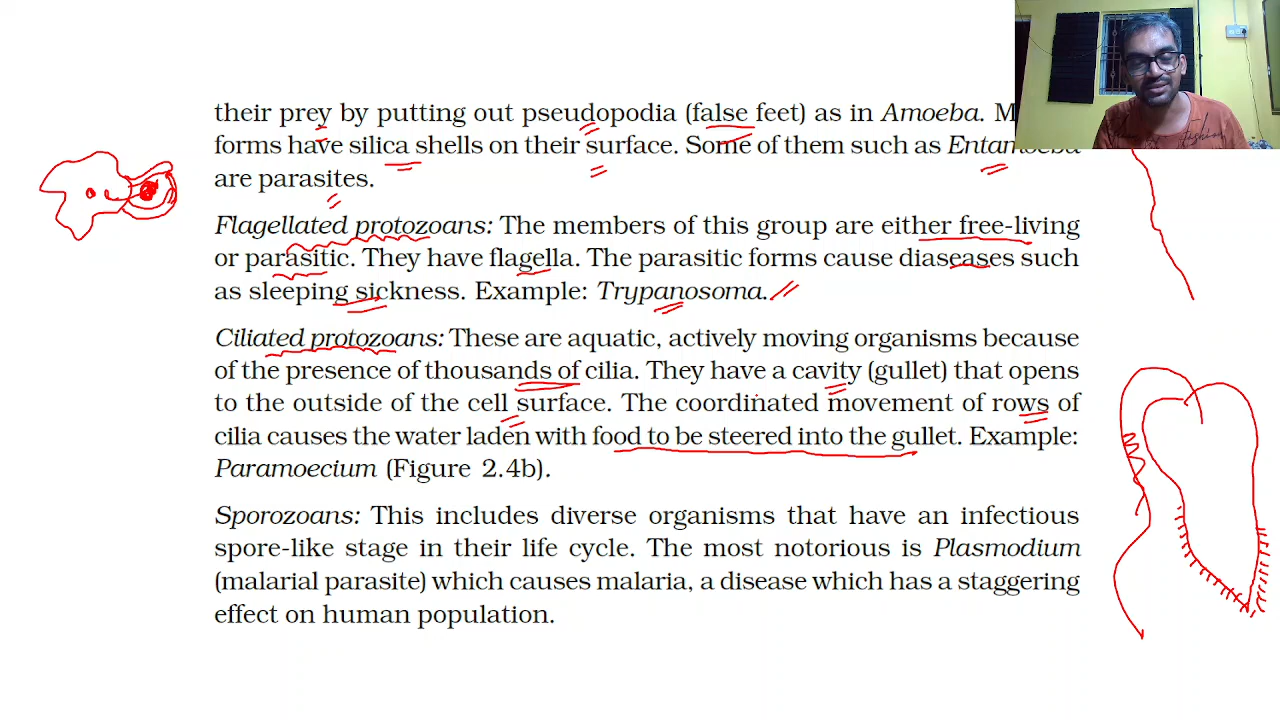 their prey by putting out pseudopodia (false feet) as in Amoeba. M
forms have silica shells on their surface. Some of them such as Entamoeba
are parasites.
Flagellated protozoans: The members of this group are either free-living
or parasitic. They have flagella. The parasitic forms cause diaseases such
as sleeping sickness. Example: Trypanosoma.
Ciliated protozoans: These are aquatic, actively moving organisms because
of the presence of thousands of cilia. They have a cavity (gullet) that opens
to the outside of the cell surface. The coordinated movement of rows of
cilia causes the water laden with food to be steered into the gullet. Example:
Paramoecium (Figure 2.4b).
Sporozoans: This includes diverse organisms that have an infectious
spore-like stage in their life cycle. The most notorious is Plasmodium
(malarial parasite) which causes malaria, a disease which has a staggering
effect on human population.